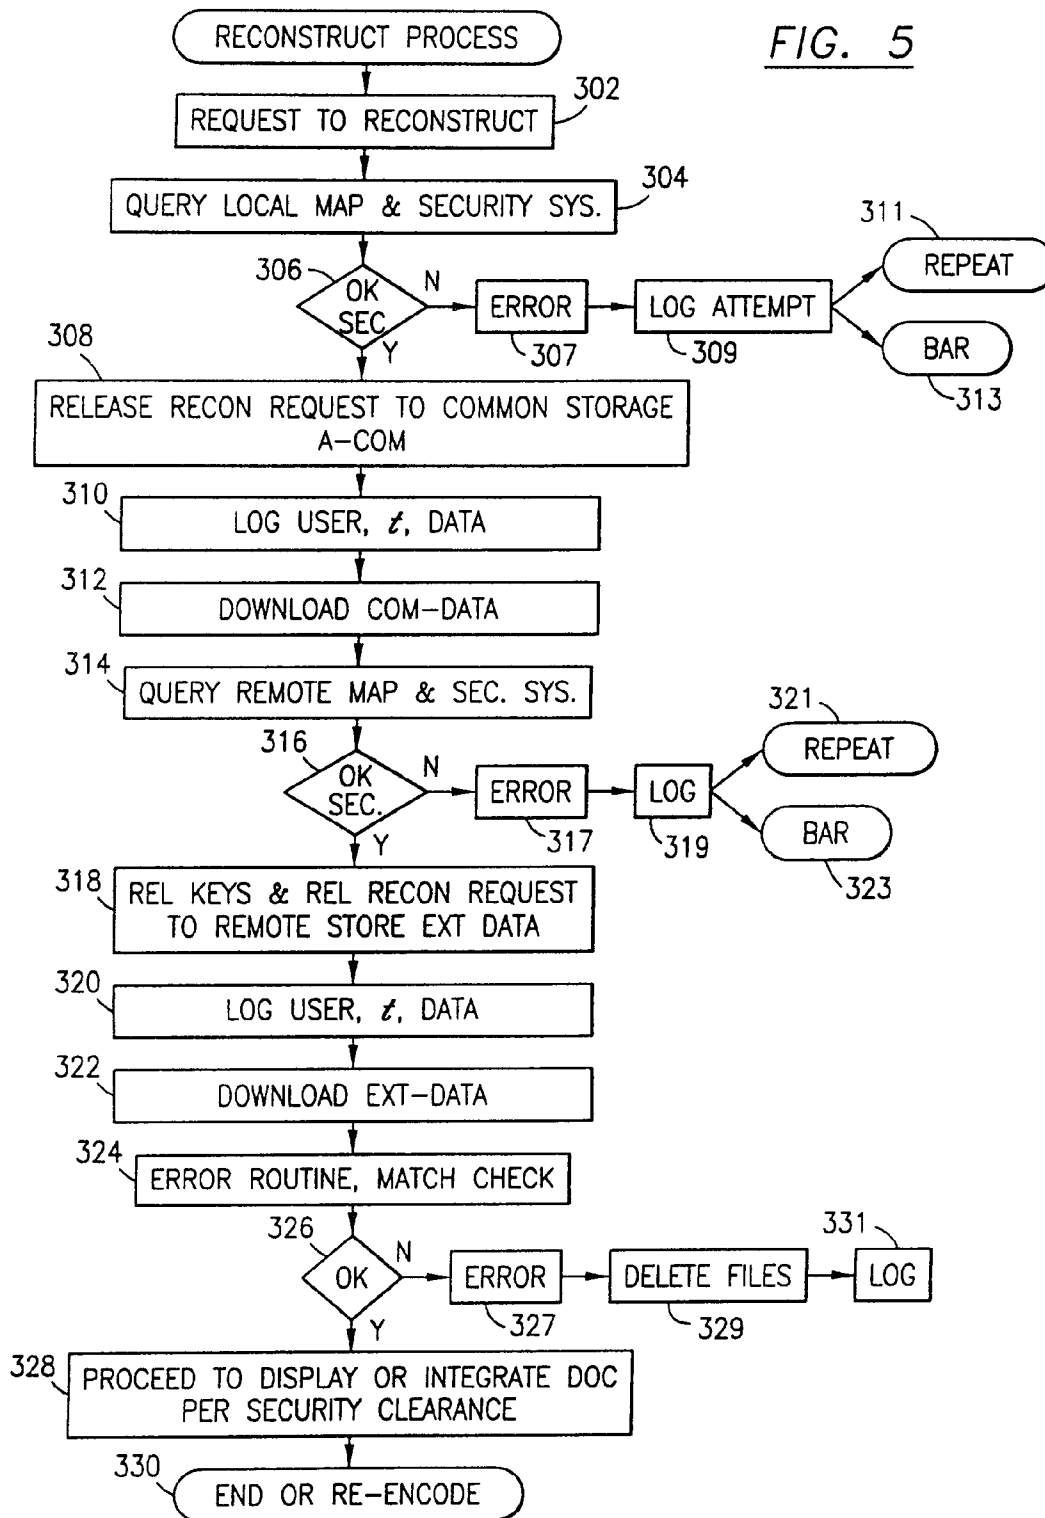 RECONSTRUCT PROCESS
FIG. 5
302
REQUEST TO RECONSTRUCT
304
QUERY LOCAL MAP & SECURITY SYS.
306
OK
SEC
N
Y
ERROR
307
LOG ATTEMPT
309
311
REPEAT
BAR
313
308
RELEASE RECON REQUEST TO COMMON STORAGE
A-COM
310
LOG USER, t, DATA
312
DOWNLOAD COM-DATA
314
QUERY REMOTE MAP & SEC. SYS.
316
OK
SEC.
N
Y
ERROR
317
LOG
319
321
REPEAT
BAR
323
318
REL KEYS & REL RECON REQUEST
TO REMOTE STORE EXT DATA
320
LOG USER, t, DATA
322
DOWNLOAD EXT-DATA
324
ERROR ROUTINE, MATCH CHECK
326
OK
N
Y
ERROR
327
DELETE FILES
329
331
LOG
328
PROCEED TO DISPLAY OR INTEGRATE DOC
PER SECURITY CLEARANCE
330
END OR RE-ENCODE